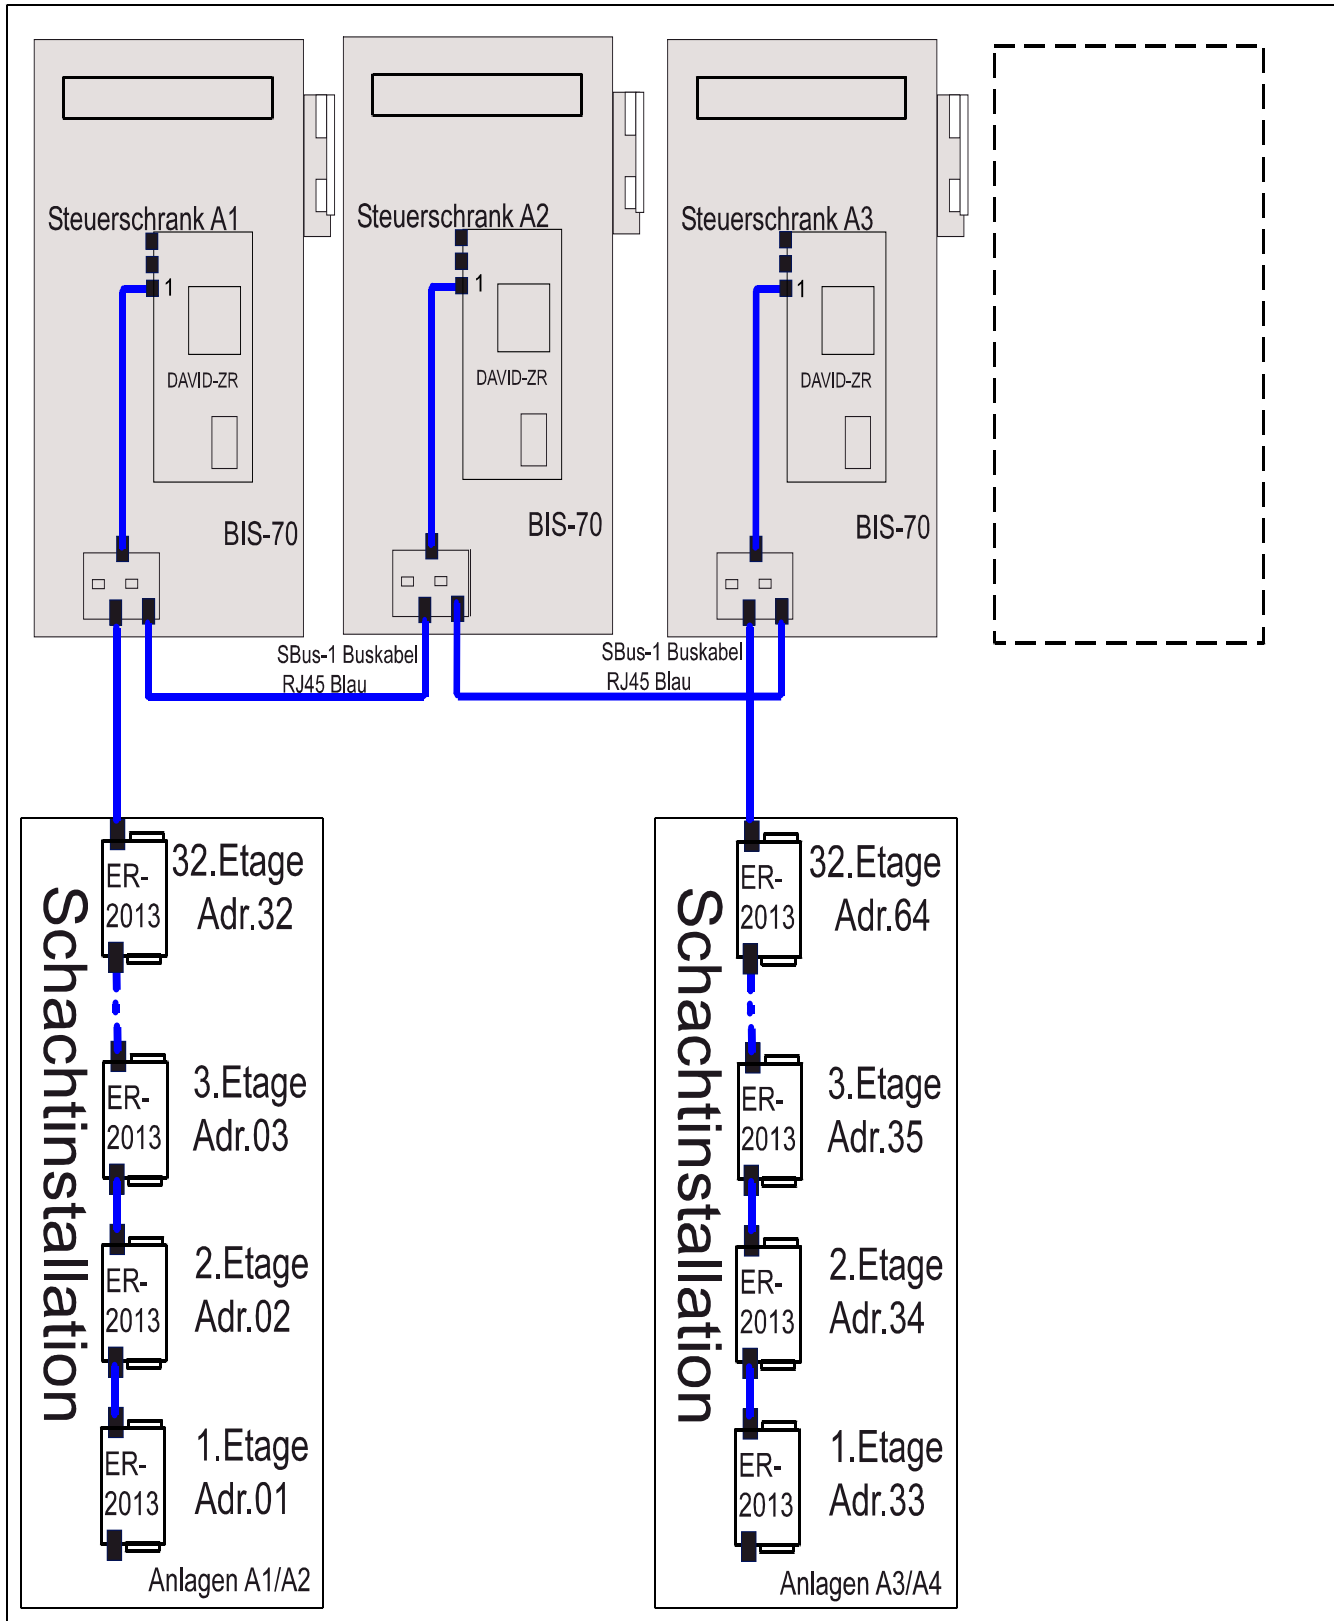 Steuerschrank A1
1
DAVID-ZR
BIS-70
Steuerschrank A2
1
DAVID-ZR
BIS-70
Steuerschrank A3
1
DAVID-ZR
BIS-70
SBus-1 Buskabel
RJ45 Blau
SBus-1 Buskabel
RJ45 Blau
Schachtinstallation
ER-
2013
32.Etage
Adr.32
ER-
2013
3.Etage
Adr.03
ER-
2013
2.Etage
Adr.02
ER-
2013
1.Etage
Adr.01
Anlagen A1/A2
Schachtinstallation
ER-
2013
32.Etage
Adr.64
ER-
2013
3.Etage
Adr.35
ER-
2013
2.Etage
Adr.34
ER-
2013
1.Etage
Adr.33
Anlagen A3/A4